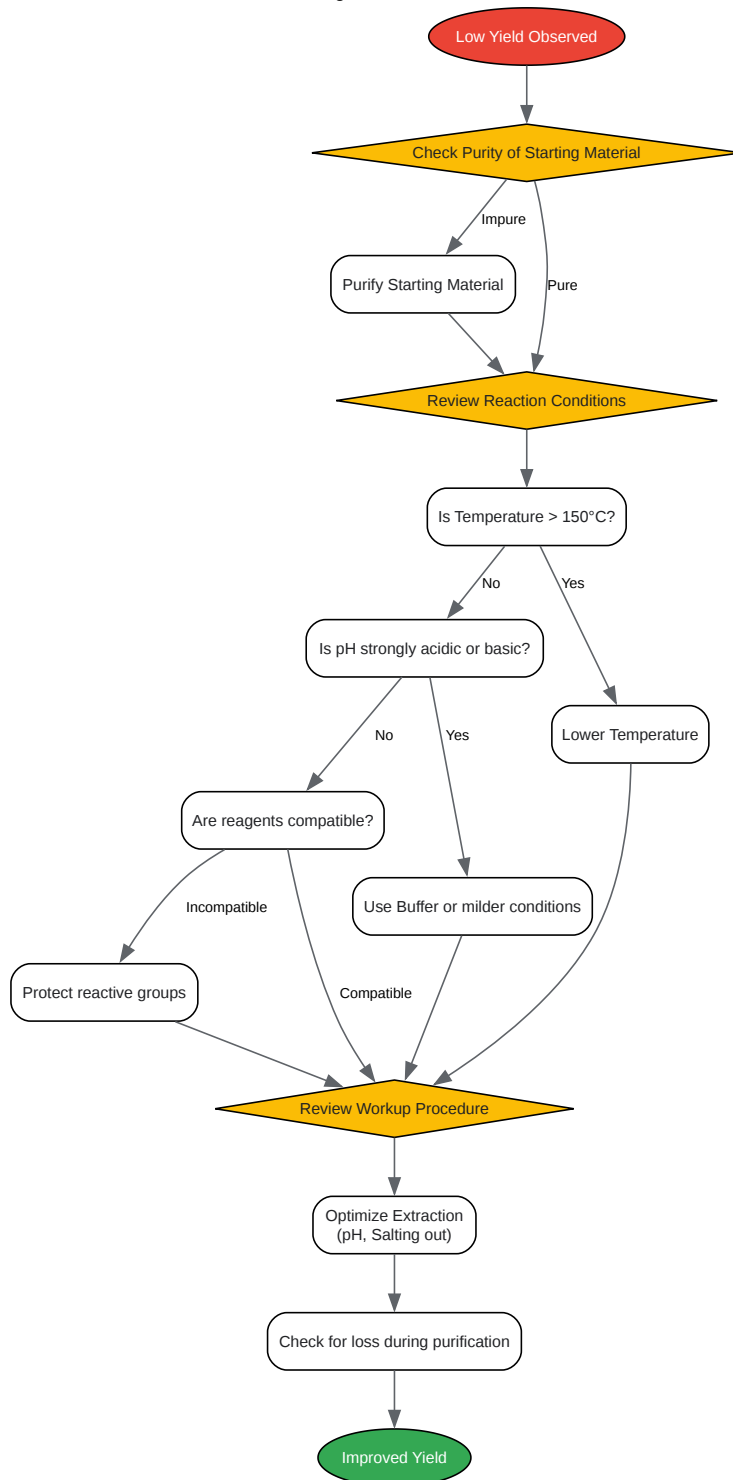 Low Yield Observed
Check Purity of Starting Material
Impure
Purify Starting Material
Pure
Review Reaction Conditions
Is Temperature > 150°C?
No
Yes
Is pH strongly acidic or basic?
Lower Temperature
No
Yes
Are reagents compatible?
Use Buffer or milder conditions
Incompatible
Protect reactive groups
Compatible
Review Workup Procedure
Optimize Extraction
(pH, Salting out)
Check for loss during purification
Improved Yield